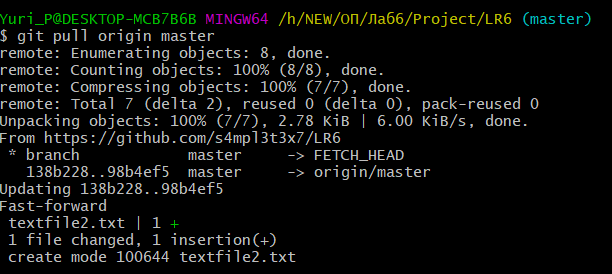 Yuri_P@DESKTOP-MCB7B6B MINGW64 /h/NEW/ОП/Лаб6/Project/LR6 (master)
$ git pull origin master
remote: Enumerating objects: 8, done.
remote: Counting objects: 100% (8/8), done.
remote: Compressing objects: 100% (7/7), done.
remote: Total 7 (delta 2), reused 0 (delta 0), pack-reused 0
Unpacking objects: 100% (7/7), 2.78 KiB | 6.00 KiB/s, done.
From https://github.com/s4mpl3t3x7/LR6
 * branch            master     -> FETCH_HEAD
   138b228..98b4ef5  master     -> origin/master
Updating 138b228..98b4ef5
Fast-forward
 textfile2.txt | 1 +
 1 file changed, 1 insertion(+)
 create mode 100644 textfile2.txt